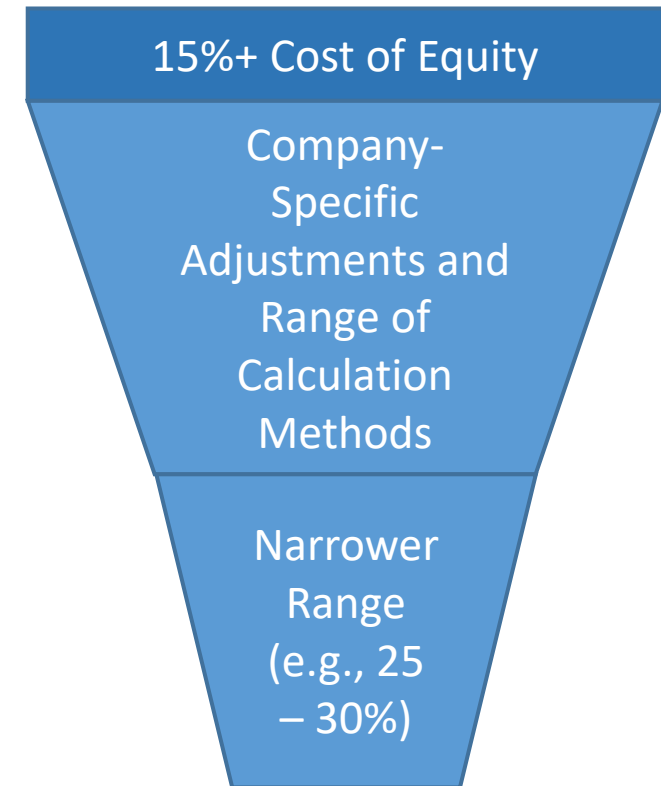 15%+ Cost of Equity
Company-
Specific
Adjustments and
Range of
Calculation
Methods
Narrower
Range
(e.g., 25
– 30%)